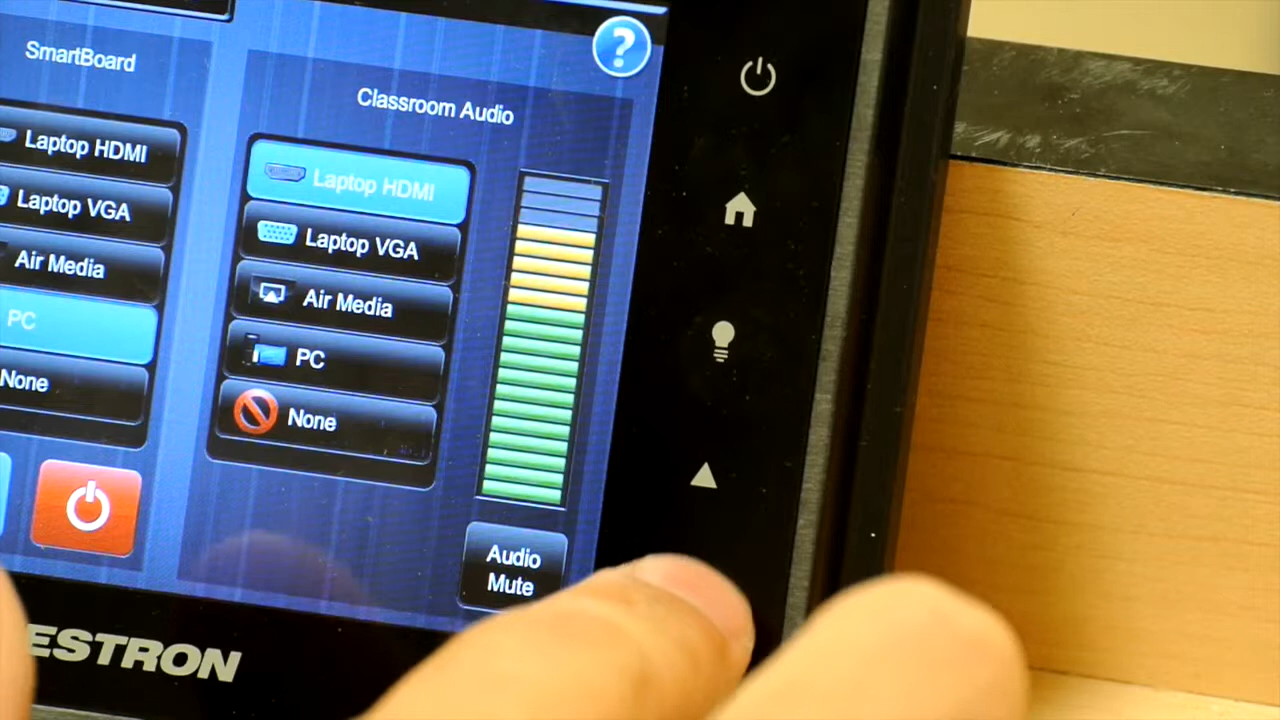 SmartBoard
Laptop HDMI
Laptop VGA
Air Media
PC
None
?
Classroom Audio
Laptop HDMI
Laptop VGA
Air Media
PC
None
Audio
Mute
ESTRON